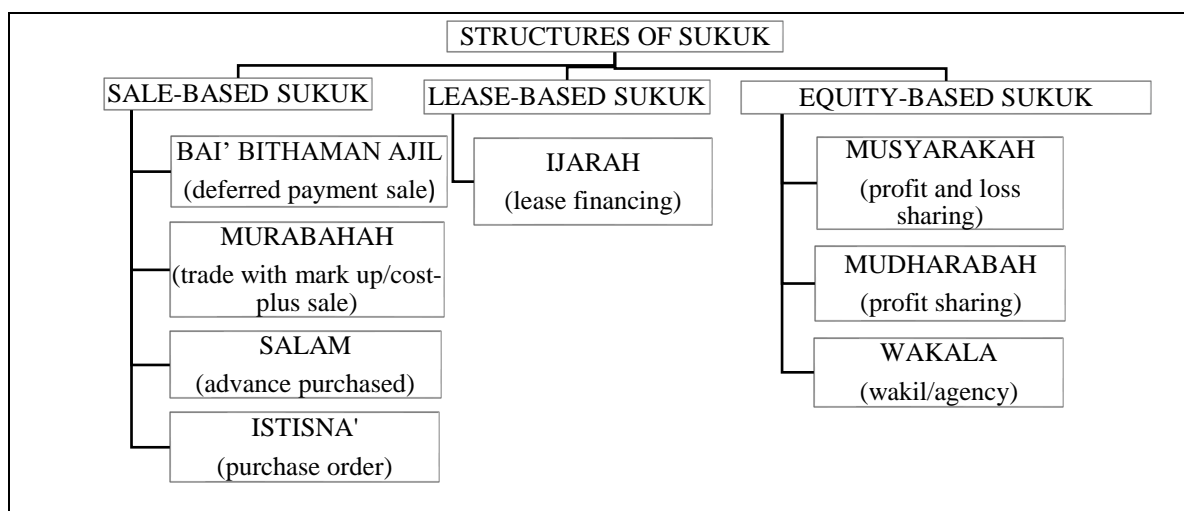 STRUCTURES OF SUKUK
SALE-BASED SUKUK
BAI’ BITHAMAN AJIL
(deferred payment sale)
MURABAHAH
(trade with mark up/cost-
plus sale)
SALAM
(advance purchased)
ISTISNA'
(purchase order)
LEASE-BASED SUKUK
IJARAH
(lease financing)
EQUITY-BASED SUKUK
MUSYARAKAH
(profit and loss
sharing)
MUDHARABAH
(profit sharing)
WAKALA
(wakil/agency)